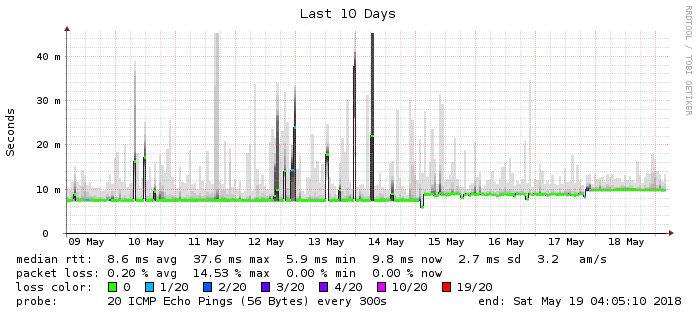 Last 10 Days
RRDTOOL / TOBI OETIKER
Seconds
40 m
30 m
20 m
10 m
0
09 May 10 May 11 May 12 May 13 May 14 May 15 May 16 May 17 May 18 May
median rtt: 8.6 ms avg 37.6 ms max 5.9 ms min 9.8 ms now 2.7 ms sd 3.2 am/s
packet loss: 0.20 % avg 14.53 % max 0.00 % min 0.00 % now
loss color: 0 1/20 2/20 3/20 4/20 10/20 19/20
probe: 20 ICMP Echo Pings (56 Bytes) every 300s end: Sat May 19 04:05:10 2018